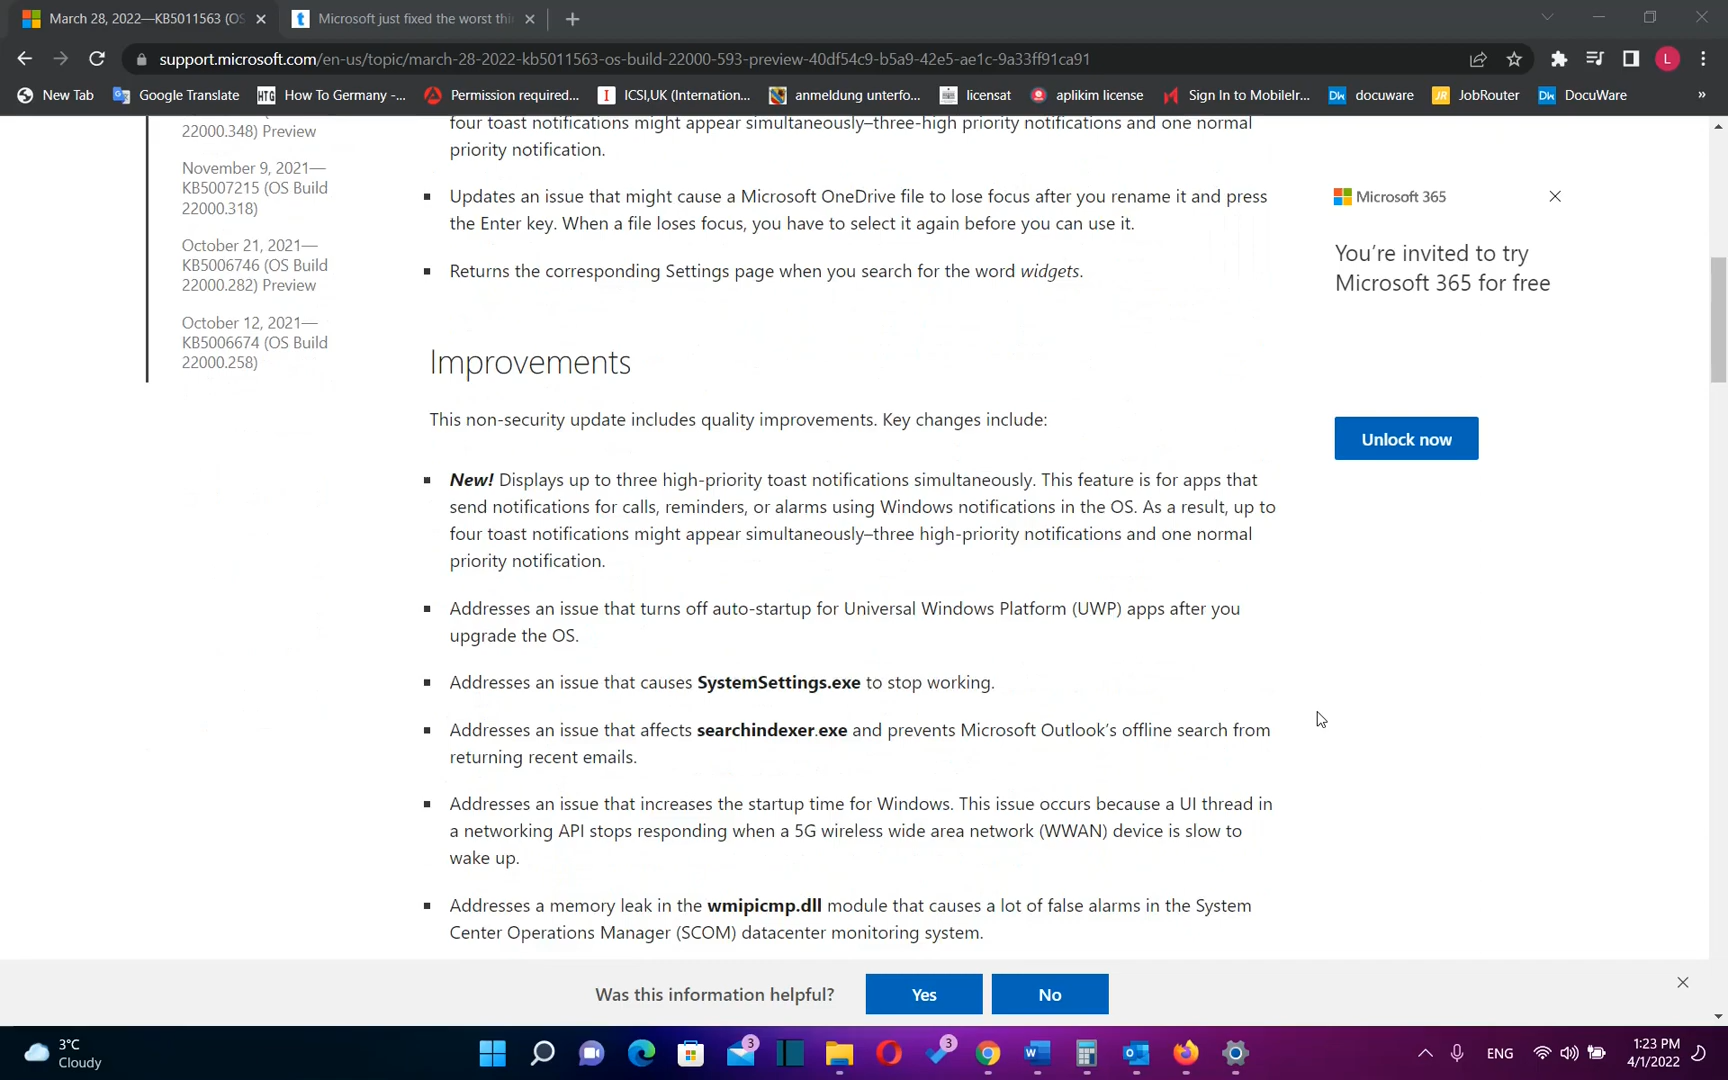 March 28, 2022—KB5011563 (OS
Microsoft just fixed the worst thi
support.microsoft.com/en-us/topic/march-28-2022-kb5011563-os-build-22000-593-preview-40df54c9-b5a9-42e5-ae1c-9a33ff91ca91
L
New Tab
Google Translate
HTG How To Germany -...
Permission required...
ICSI,UK (Internation...
anmeldung unterfo...
licensat
aplikim license
Sign In to MobileIr...
DW docuware
JR JobRouter
DW DocuWare
»
22000.348) Preview
November 9, 2021—
KB5007215 (OS Build
22000.318)
October 21, 2021—
KB5006746 (OS Build
22000.282) Preview
October 12, 2021—
KB5006674 (OS Build
22000.258)
four toast notifications might appear simultaneously–three-high priority notifications and one normal
priority notification.
Updates an issue that might cause a Microsoft OneDrive file to lose focus after you rename it and press
the Enter key. When a file loses focus, you have to select it again before you can use it.
Returns the corresponding Settings page when you search for the word widgets.
Improvements
This non-security update includes quality improvements. Key changes include:
New! Displays up to three high-priority toast notifications simultaneously. This feature is for apps that
send notifications for calls, reminders, or alarms using Windows notifications in the OS. As a result, up to
four toast notifications might appear simultaneously–three high-priority notifications and one normal
priority notification.
Addresses an issue that turns off auto-startup for Universal Windows Platform (UWP) apps after you
upgrade the OS.
Addresses an issue that causes SystemSettings.exe to stop working.
Addresses an issue that affects searchindexer.exe and prevents Microsoft Outlook’s offline search from
returning recent emails.
Addresses an issue that increases the startup time for Windows. This issue occurs because a UI thread in
a networking API stops responding when a 5G wireless wide area network (WWAN) device is slow to
wake up.
Addresses a memory leak in the wmipicmp.dll module that causes a lot of false alarms in the System
Center Operations Manager (SCOM) datacenter monitoring system.
Microsoft 365
You’re invited to try
Microsoft 365 for free
Unlock now
Was this information helpful?
Yes
No
3°C
Cloudy
3
3
ENG
1:23 PM
4/1/2022